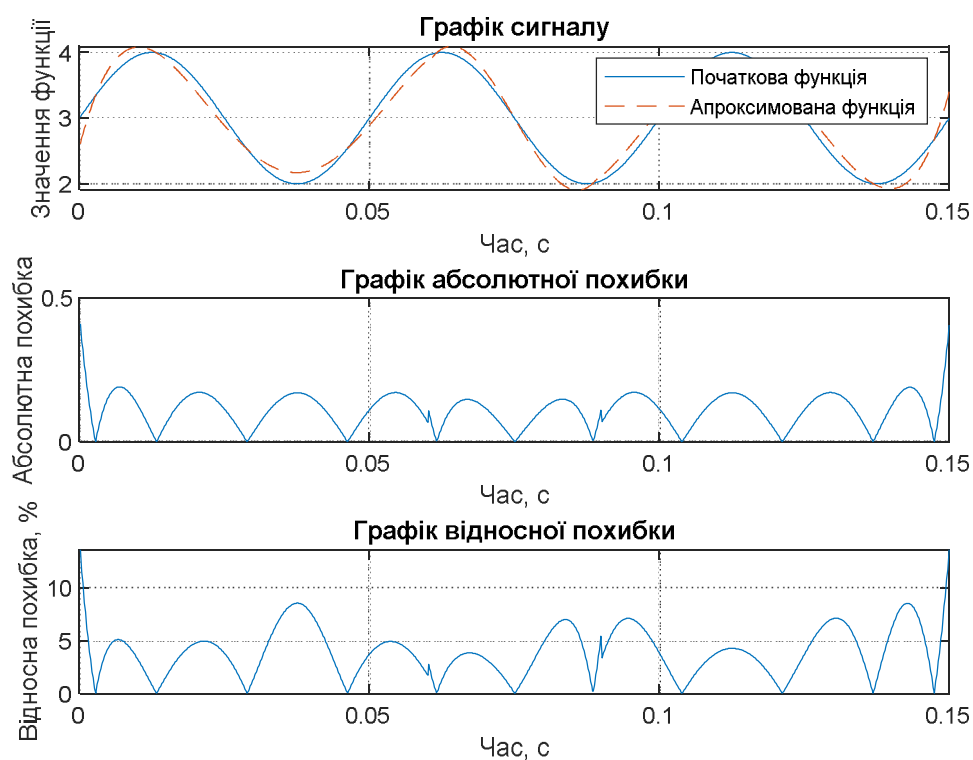 Графік сигналу
Значення функції
4
3
2
Початкова функція
Апроксимована функція
0
0.05
0.1
0.15
Час, с
Графік абсолютної похибки
Абсолютна похибка
0.5
0
0
0.05
0.1
0.15
Час, с
Графік відносної похибки
Відносна похибка, %
10
5
0
0
0.05
0.1
0.15
Час, с